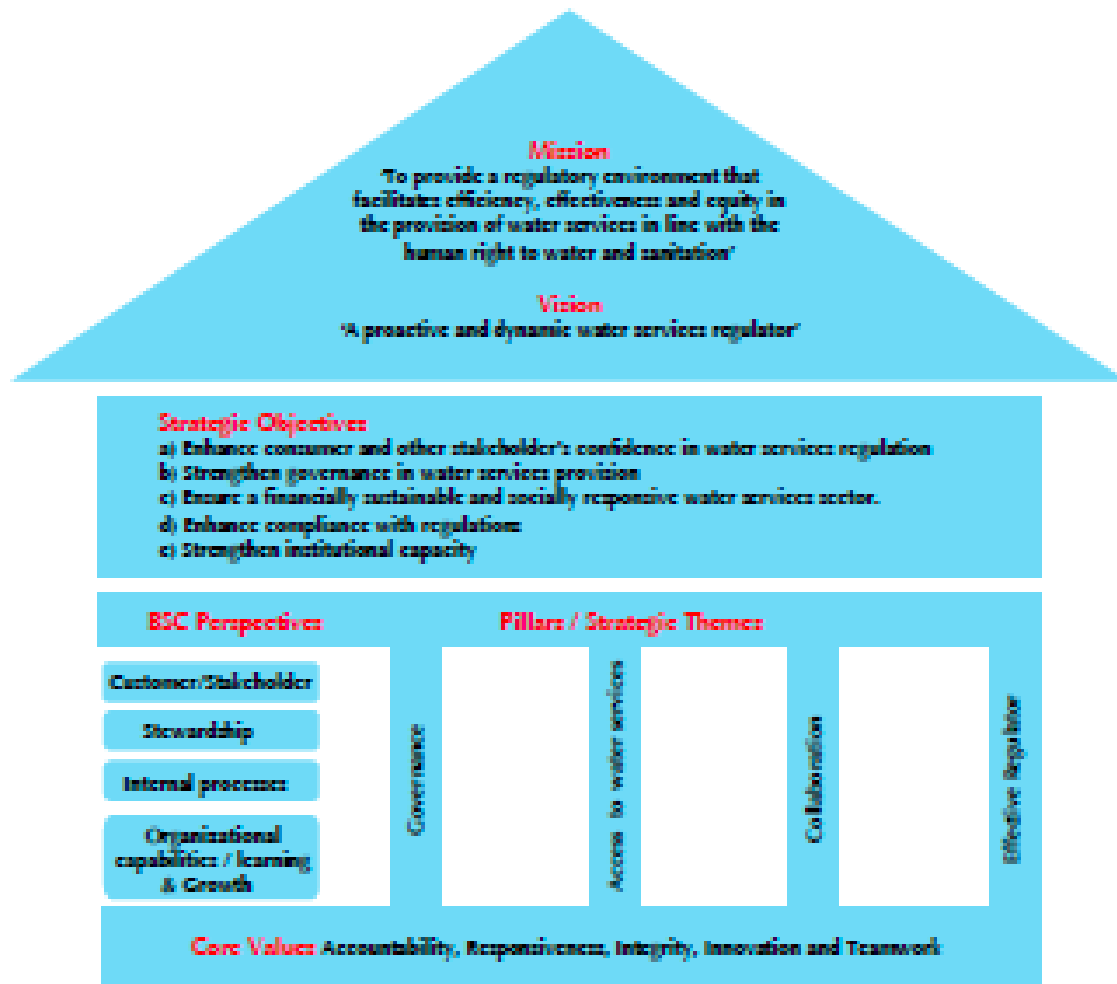 Mission
'To provide a regulatory environment that
facilitates efficiency, effectiveness and equity in
the provision of water services in line with the
human right to water and sanitation'
Vision
'A proactive and dynamic water services regulator'
Strategic Objectives
a) Enhance consumer and other stakeholder's confidence in water services regulation
b) Strengthen governance in water services provision
c) Ensure a financially sustainable and socially responsive water services sector.
d) Enhance compliance with regulations
e) Strengthen institutional capacity
BSC Perspectives
Pillars / Strategic Themes
Customer/Stakeholder
Stewardship
Internal processes
Organizational
capabilities / learning
& Growth
Governance
Access to water services
Collaboration
Effective Regulator
Core Values Accountability, Responsiveness, Integrity, Innovation and Teamwork